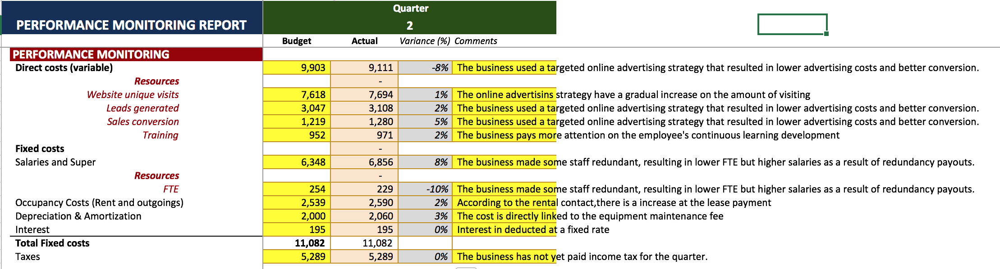 Quarter
PERFORMANCE MONITORING REPORT 2
Budget Actual Variance (%) Comments
PERFORMANCE MONITORING
Direct costs (variable) 9,903 9,111 -8% The business used a targeted online advertising strategy that resulted in lower advertising costs and better conversion.
Resources -
Website unique visits 7,618 7,694 1% The online advertisins strategy have a gradual increase on the amount of visiting
Leads generated 3,047 3,108 2% The business used a targeted online advertising strategy that resulted in lower advertising costs and better conversion.
Sales conversion 1,219 1,280 5% The business used a targeted online advertising strategy that resulted in lower advertising costs and better conversion.
Training 952 971 2% The business pays more attention on the employee's continuous learning development
Fixed costs -
Salaries and Super 6,348 6,856 8% The business made some staff redundant, resulting in lower FTE but higher salaries as a result of redundancy payouts.
Resources -
FTE 254 229 -10% The business made some staff redundant, resulting in lower FTE but higher salaries as a result of redundancy payouts.
Occupancy Costs (Rent and outgoings) 2,539 2,590 2% According to the rental contact,there is a increase at the lease payment
Depreciation & Amortization 2,000 2,060 3% The cost is directly linked to the equipment maintenance fee
Interest 195 195 0% Interest in deducted at a fixed rate
Total Fixed costs 11,082 11,082
Taxes 5,289 5,289 0% The business has not yet paid income tax for the quarter.